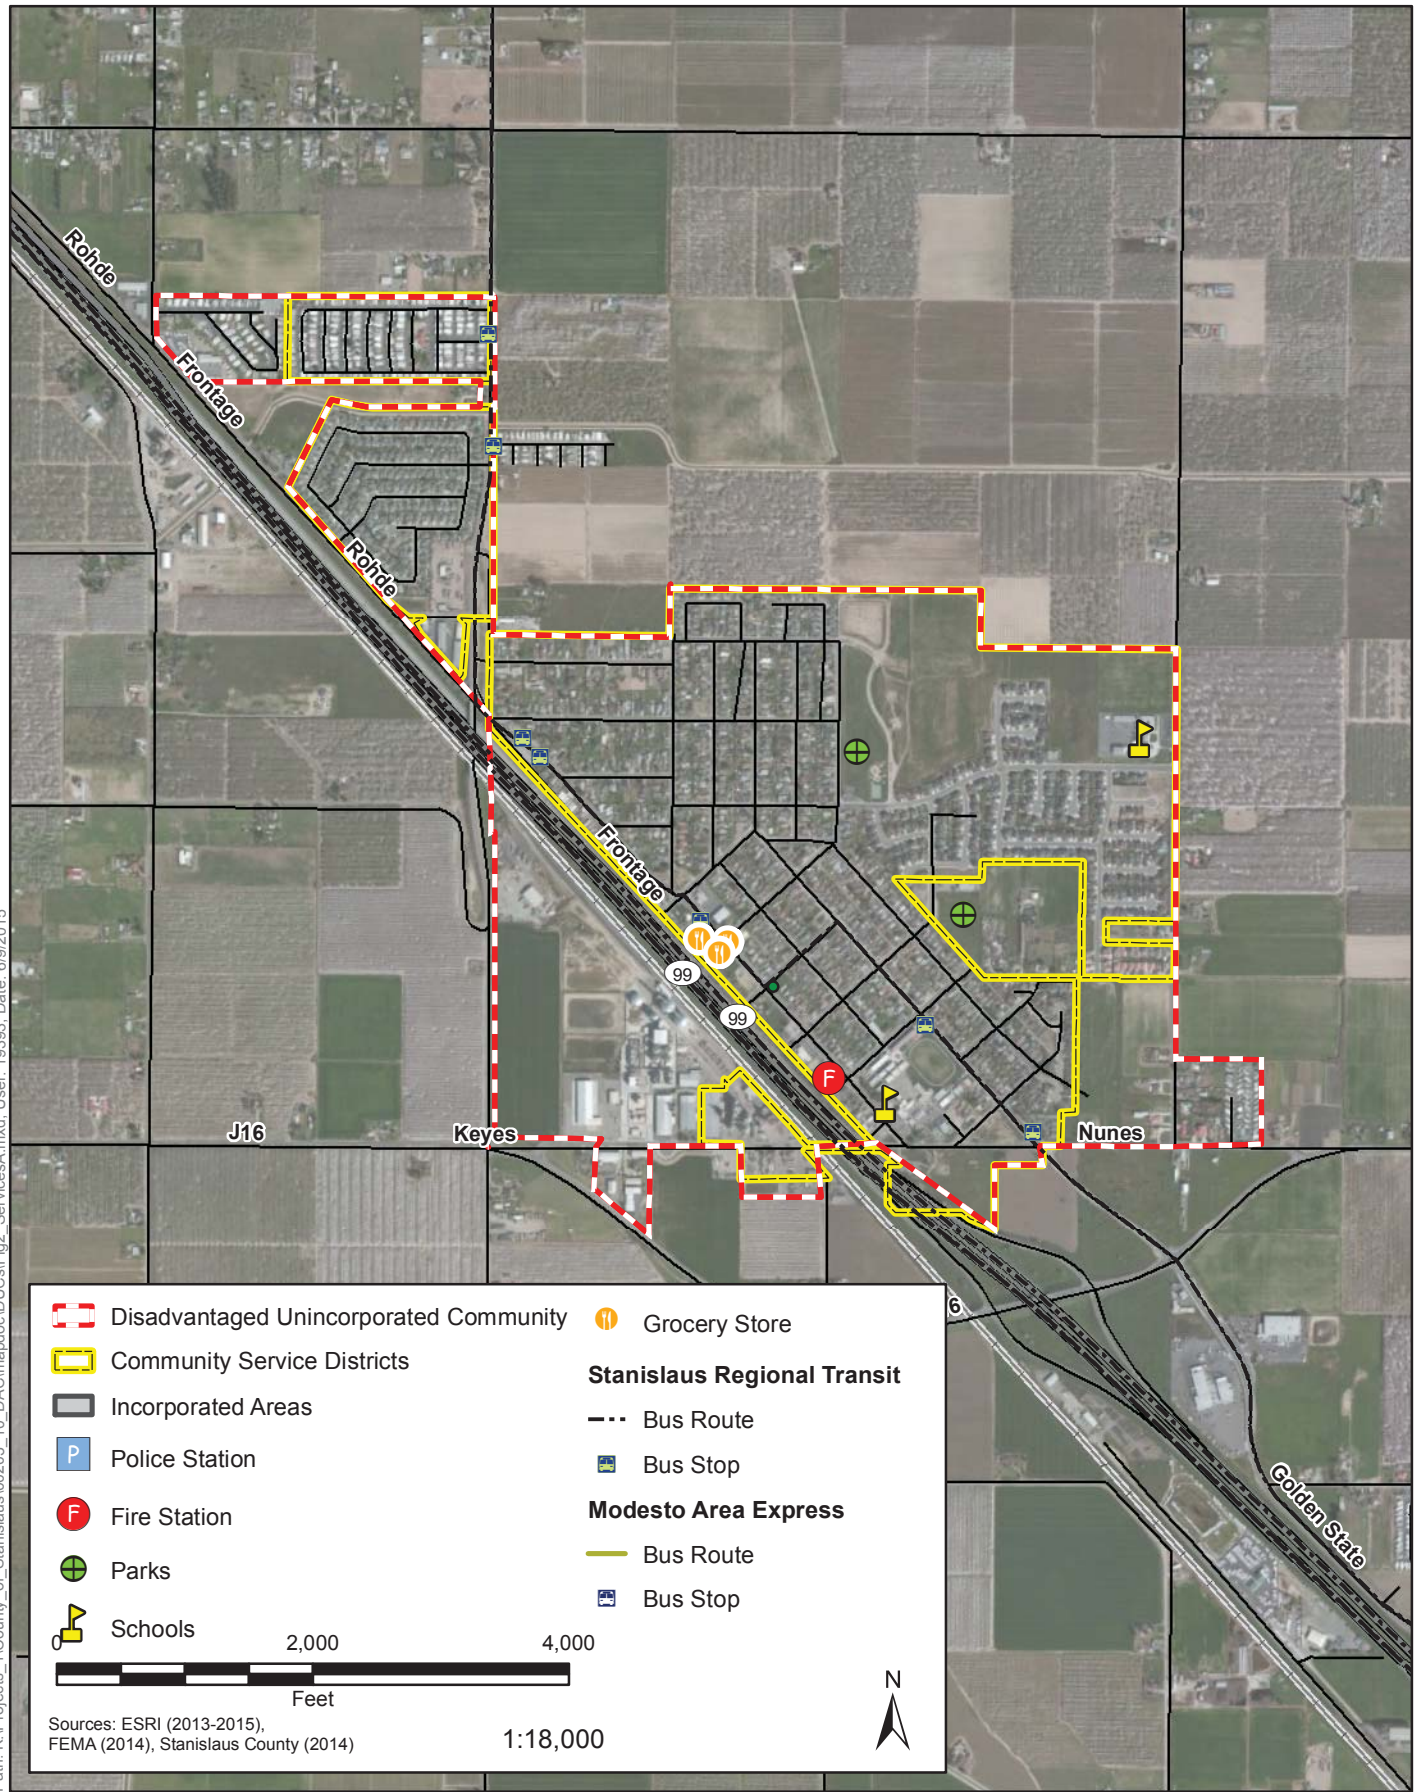 Rohde
Frontage
Rohde
Frontage
99
99
F
J16
Keyes
Nunes
6
Golden State
Disadvantaged Unincorporated Community
Community Service Districts
Incorporated Areas
P Police Station
F Fire Station
Parks
Schools
Grocery Store
Stanislaus Regional Transit
Bus Route
Bus Stop
Modesto Area Express
Bus Route
Bus Stop
0 2,000 4,000
Feet
Sources: ESRI (2013-2015),
FEMA (2014), Stanislaus County (2014)
1:18,000
N